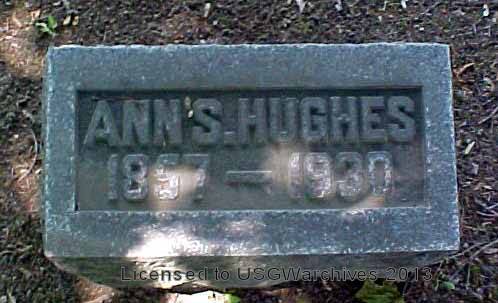 ANN S. HUGHES
1857 — 1930
Licensed to USGWarchives 2013